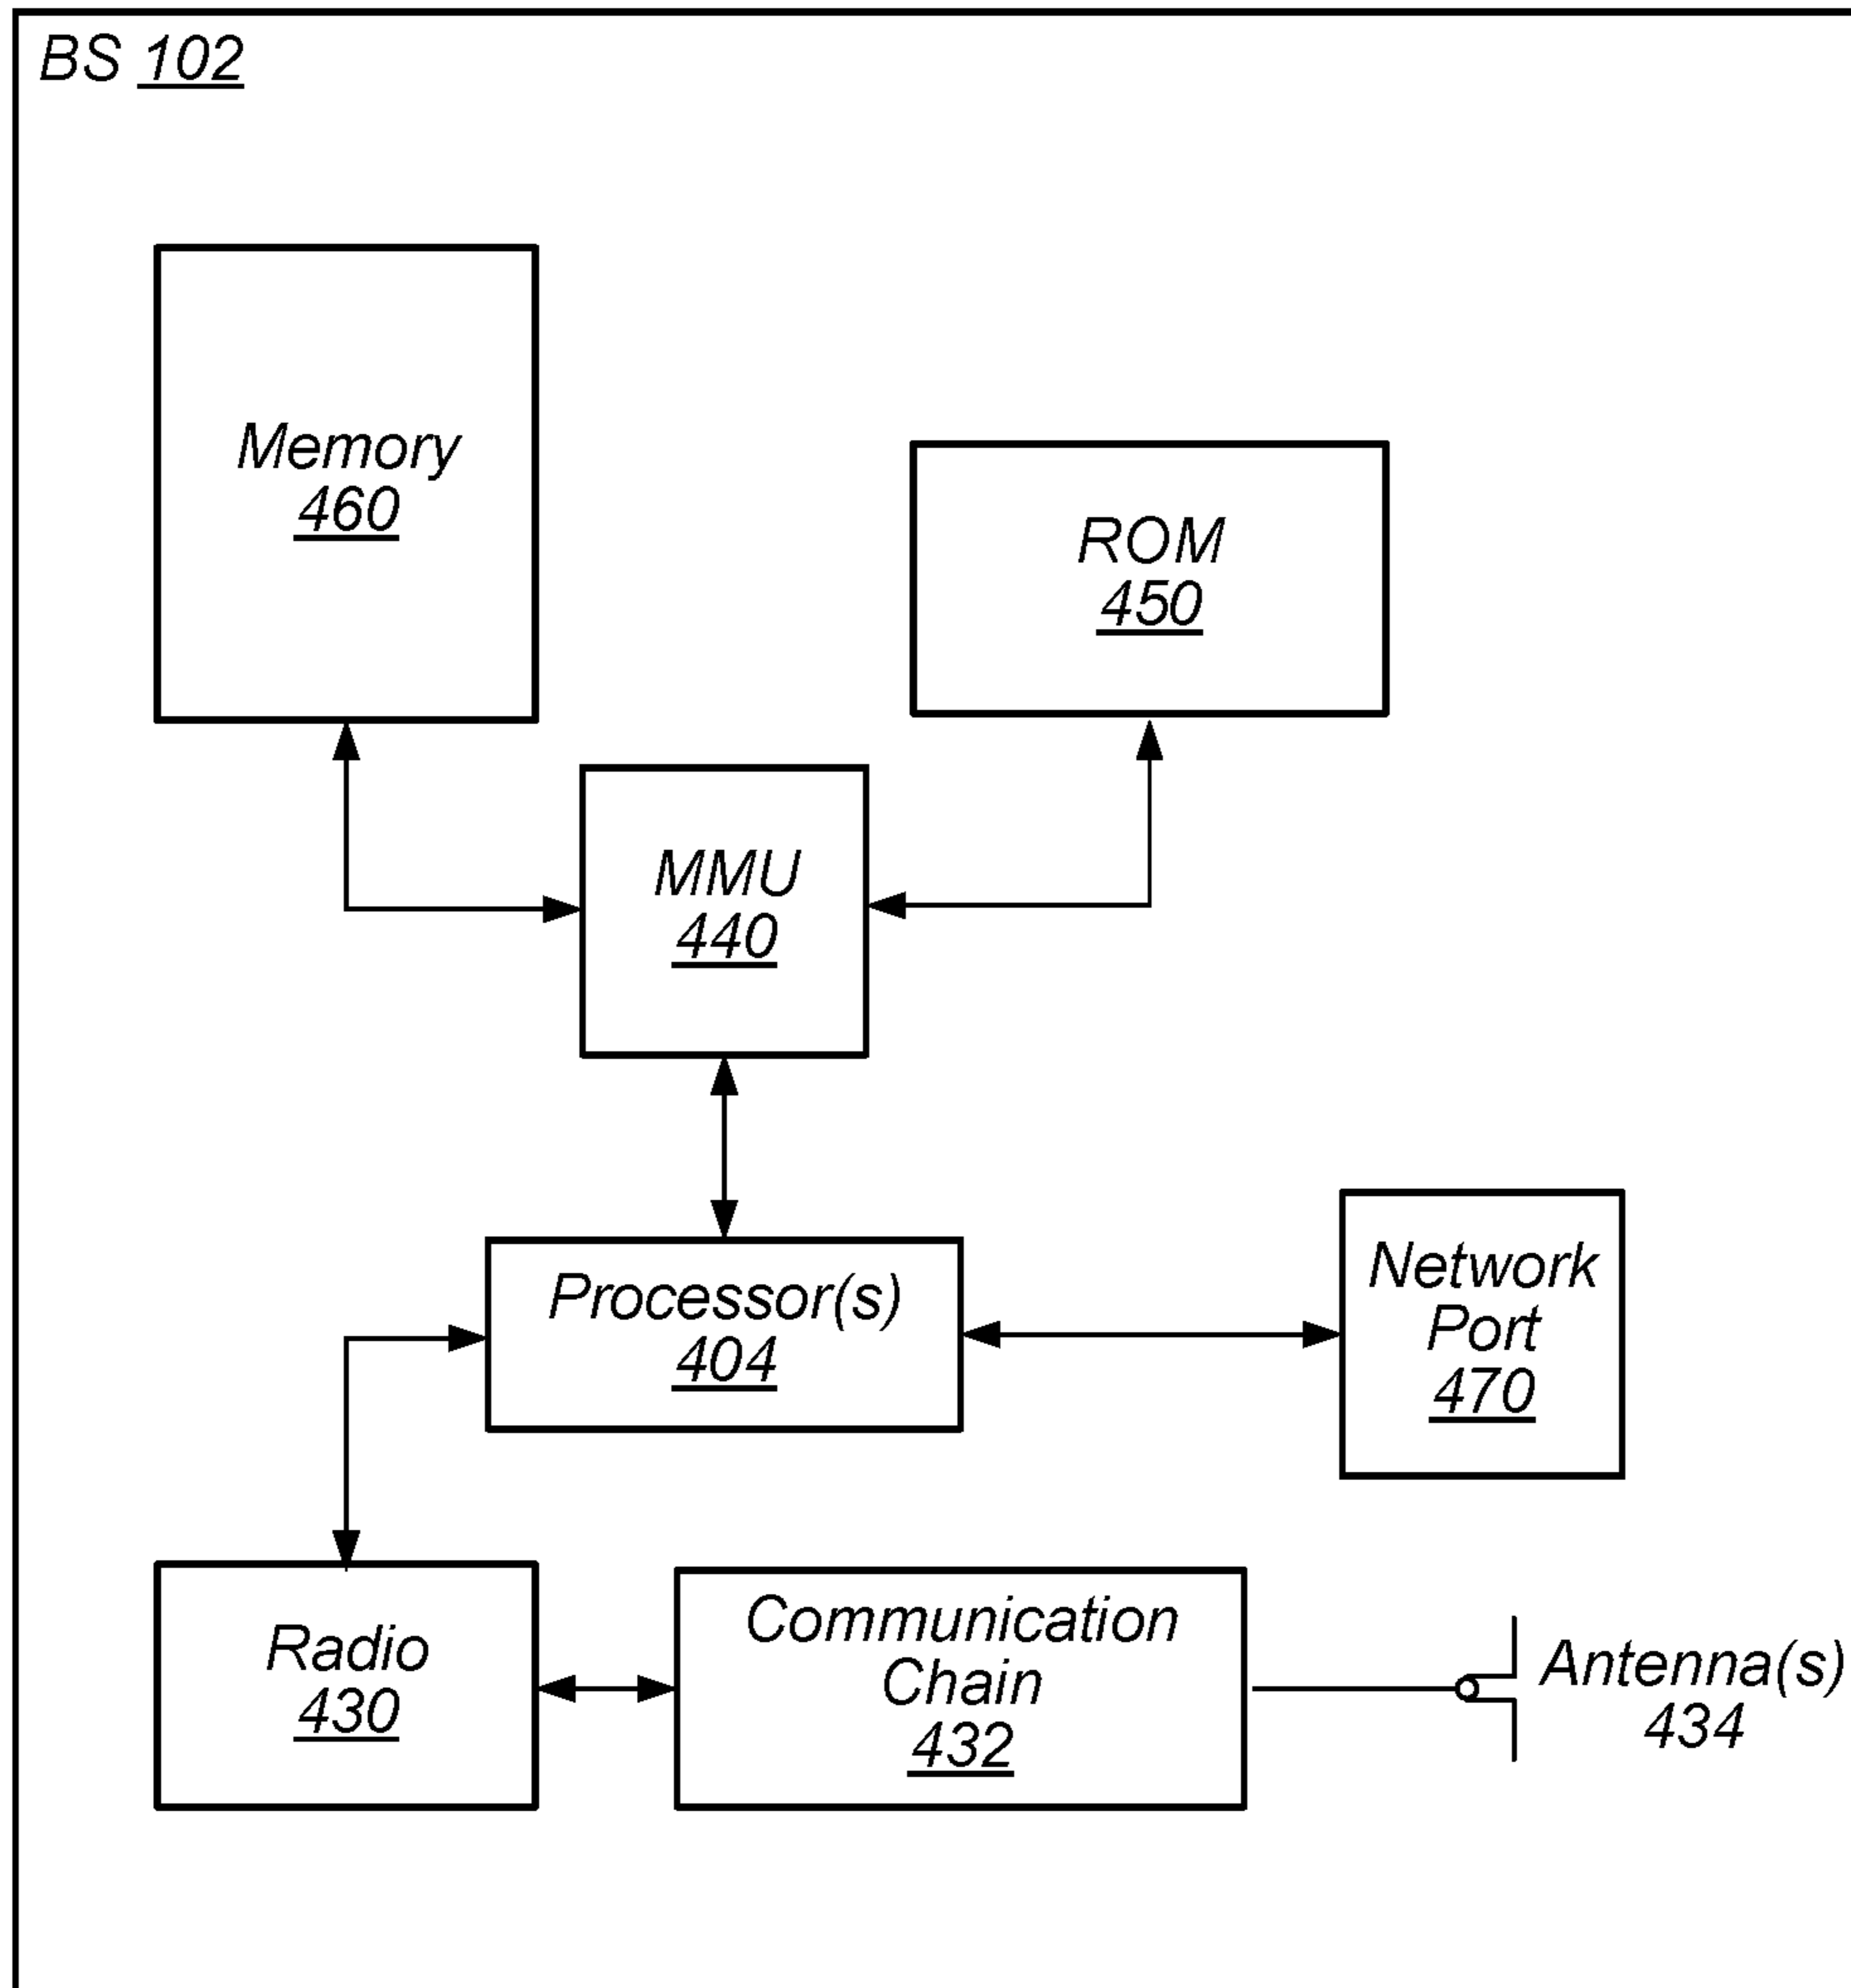 BS 102
Memory
460
ROM
450
MMU
440
Processor(s)
404
Network
Port
470
Radio
430
Communication
Chain
432
Antenna(s)
434